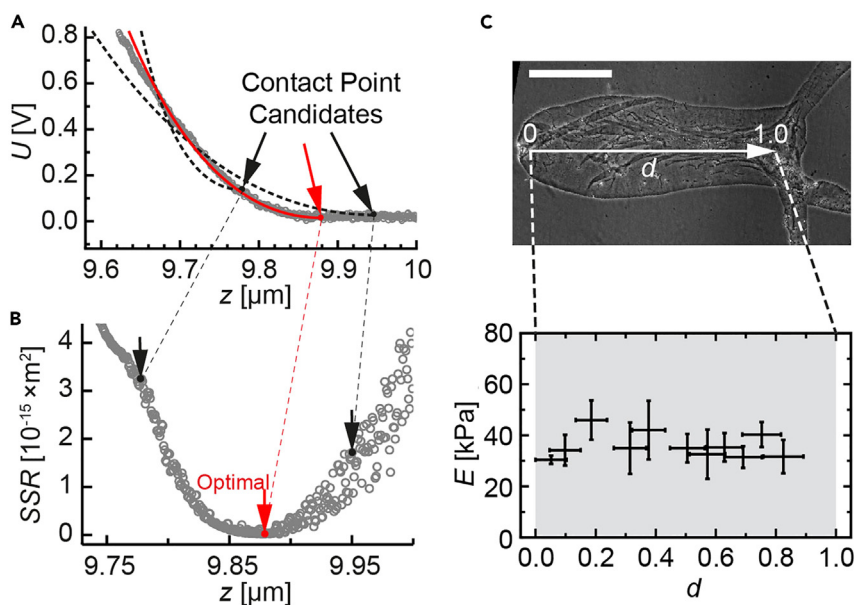 A
0.8
0.6
0.4
0.2
0.0
U [V]
Contact Point
Candidates
9.6
9.7
9.8
9.9
10
z [µm]
B
4
3
2
1
0
SSR [10⁻¹⁵ ×m²]
Optimal
9.75
9.85
9.95
z [µm]
C
0
1.0
d
80
60
40
20
0
E [kPa]
0.0
0.2
0.4
0.6
0.8
1.0
d